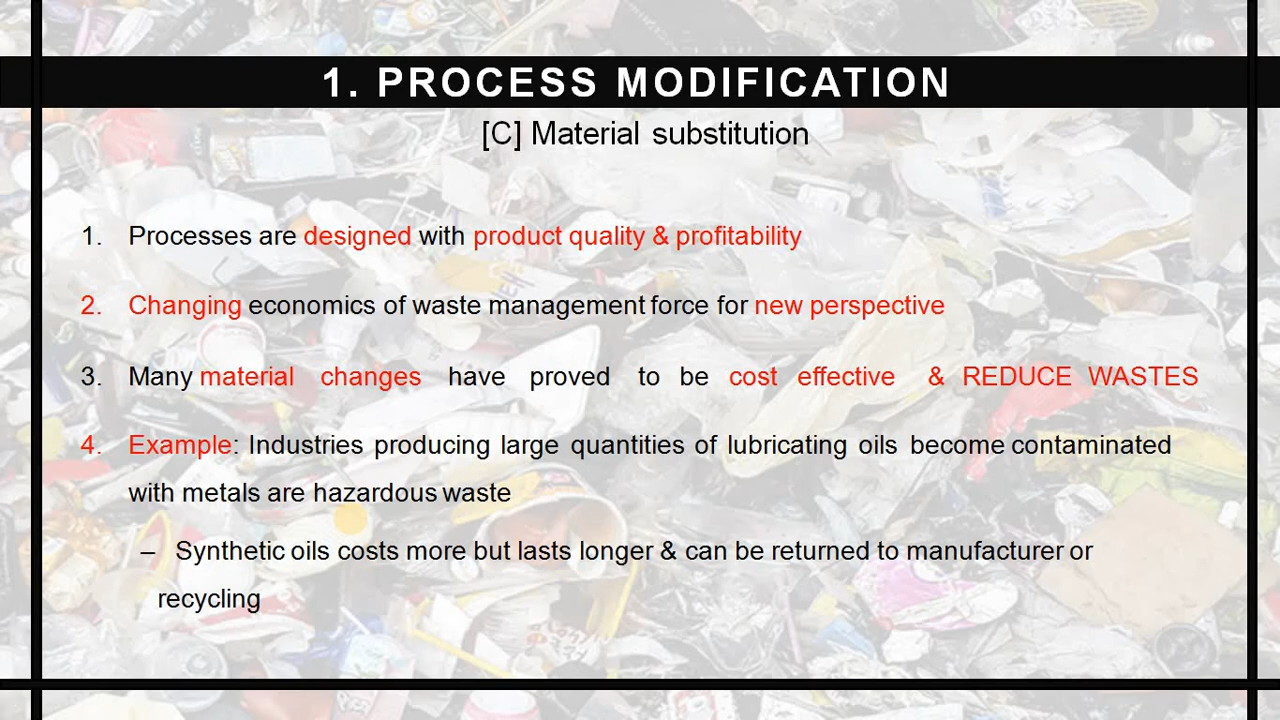 1. PROCESS MODIFICATION
[C] Material substitution
1. Processes are designed with product quality & profitability
2. Changing economics of waste management force for new perspective
3. Many material changes have proved to be cost effective & REDUCE WASTES
4. Example: Industries producing large quantities of lubricating oils become contaminated
with metals are hazardous waste
– Synthetic oils costs more but lasts longer & can be returned to manufacturer or
recycling